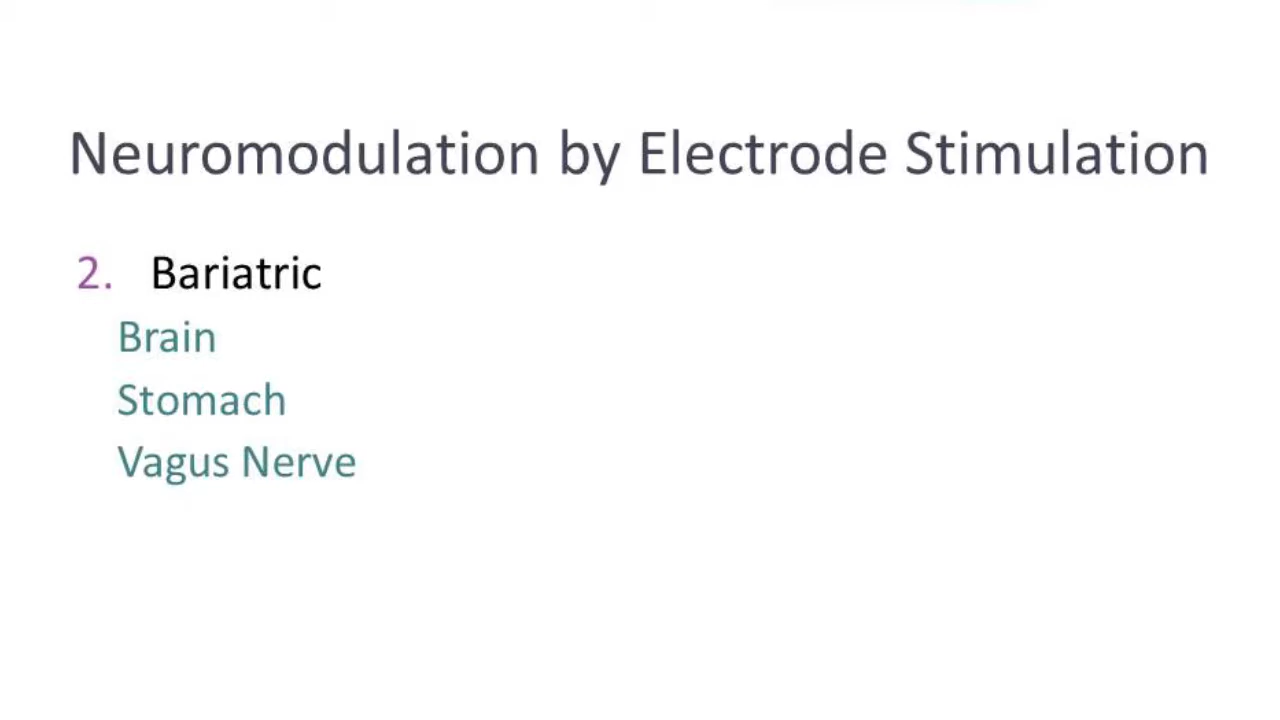 Neuromodulation by Electrode Stimulation
2. Bariatric
Brain
Stomach
Vagus Nerve